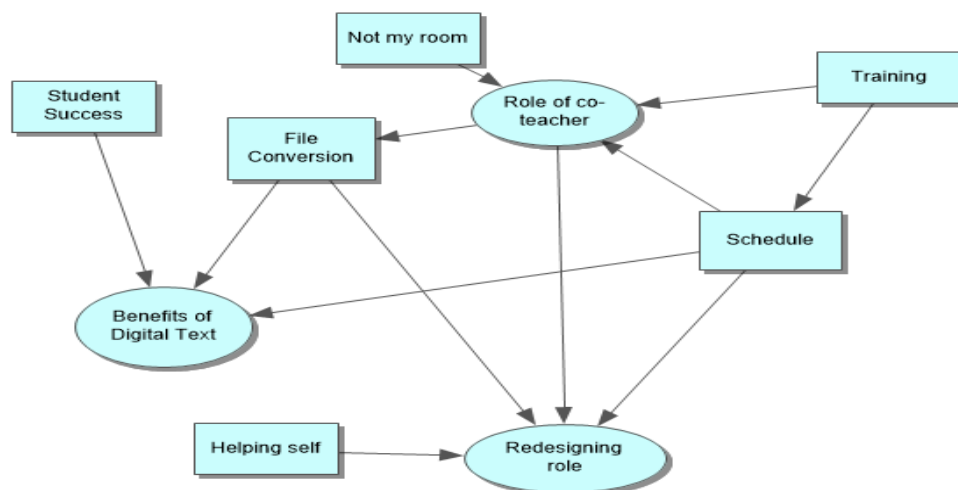 Not my room
Training
Student
Success
Role of co-
teacher
File
Conversion
Schedule
Benefits of
Digital Text
Helping self
Redesigning
role